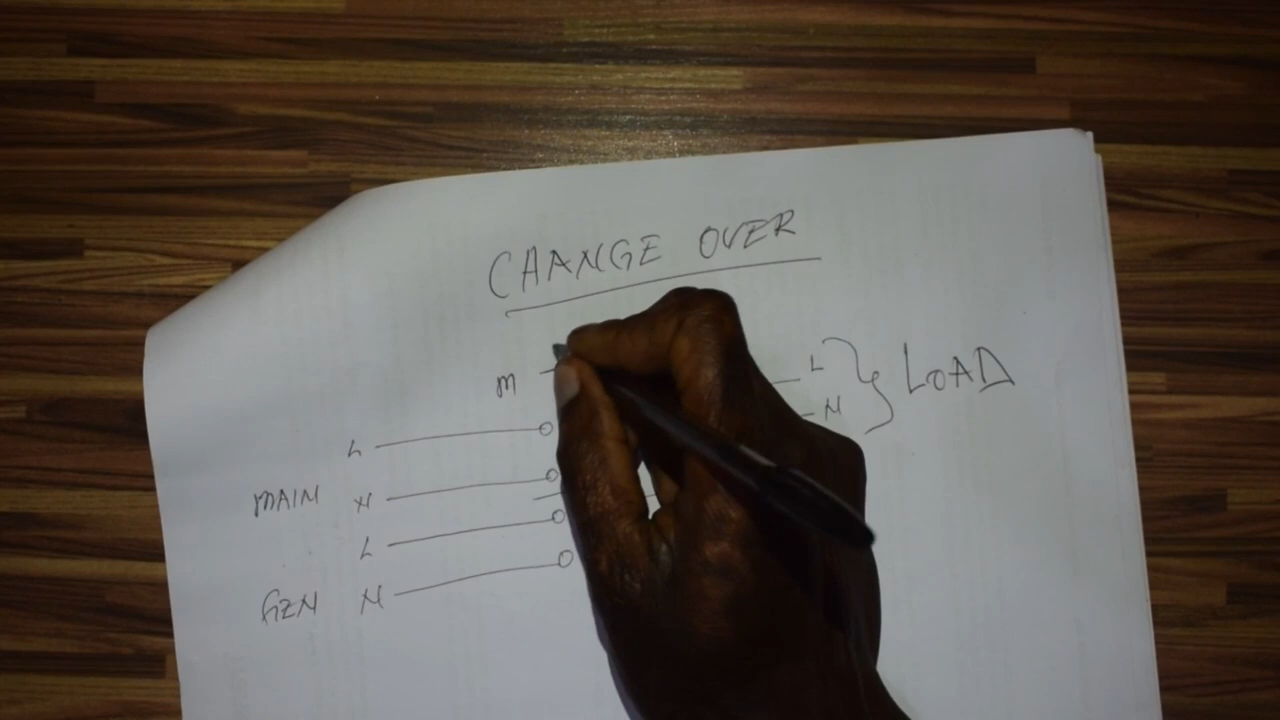 CHANGE OVER
M
L } LOAD
N
L
MAIN N
L
GEN N